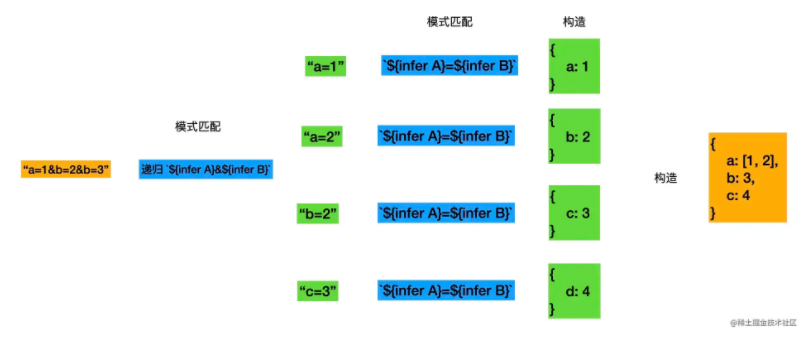 模式匹配
构造
“a=1”
`${infer A}=${infer B}`
{
a: 1
}
模式匹配
“a=2”
`${infer A}=${infer B}`
{
b: 2
}
“a=1&b=2&b=3”
递归 `${infer A}&${infer B}`
构造
{
a: [1, 2],
b: 3,
c: 4
}
“b=2”
`${infer A}=${infer B}`
{
c: 3
}
“c=3”
`${infer A}=${infer B}`
{
d: 4
}
@稀土掘金技术社区